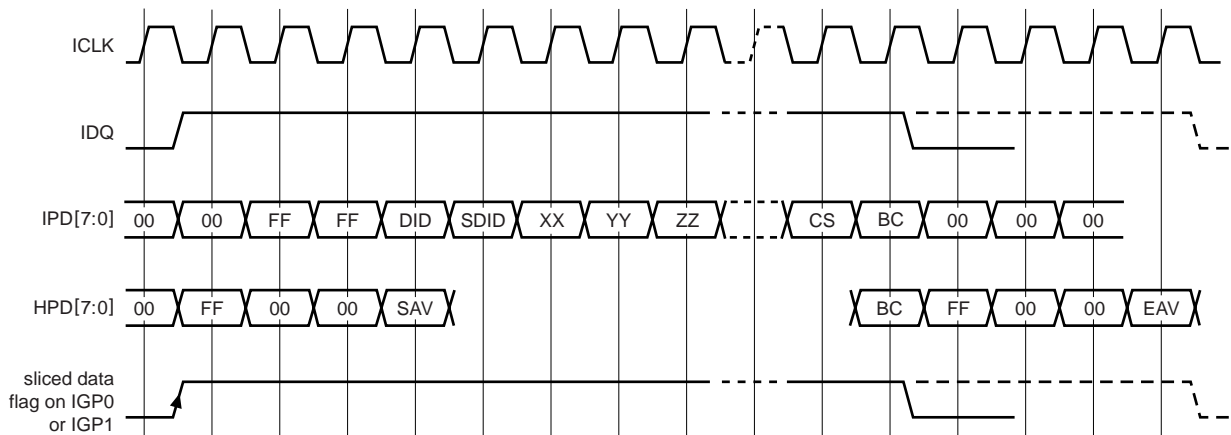 ICLK
IDQ
IPD[7:0] 00 00 FF FF DID SDID XX YY ZZ CS BC 00 00 00
HPD[7:0] 00 FF 00 00 SAV BC FF 00 00 EAV
sliced data
flag on IGP0
or IGP1